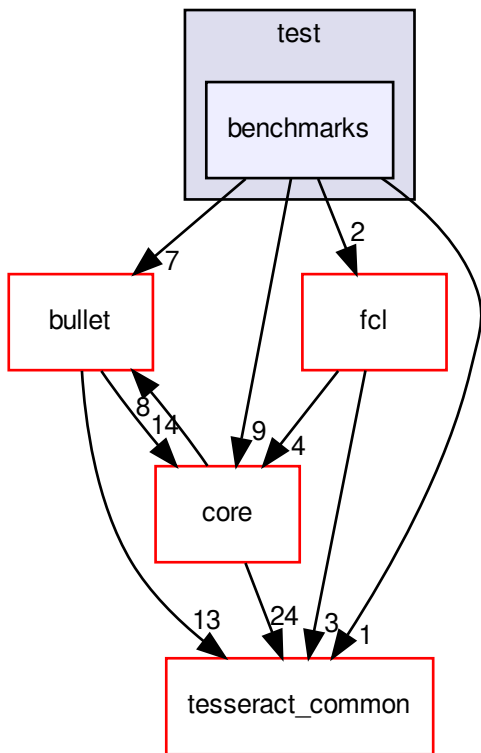 test
benchmarks
2
7
bullet
fcl
8
14
9
4
core
13
24
3
1
tesseract_common